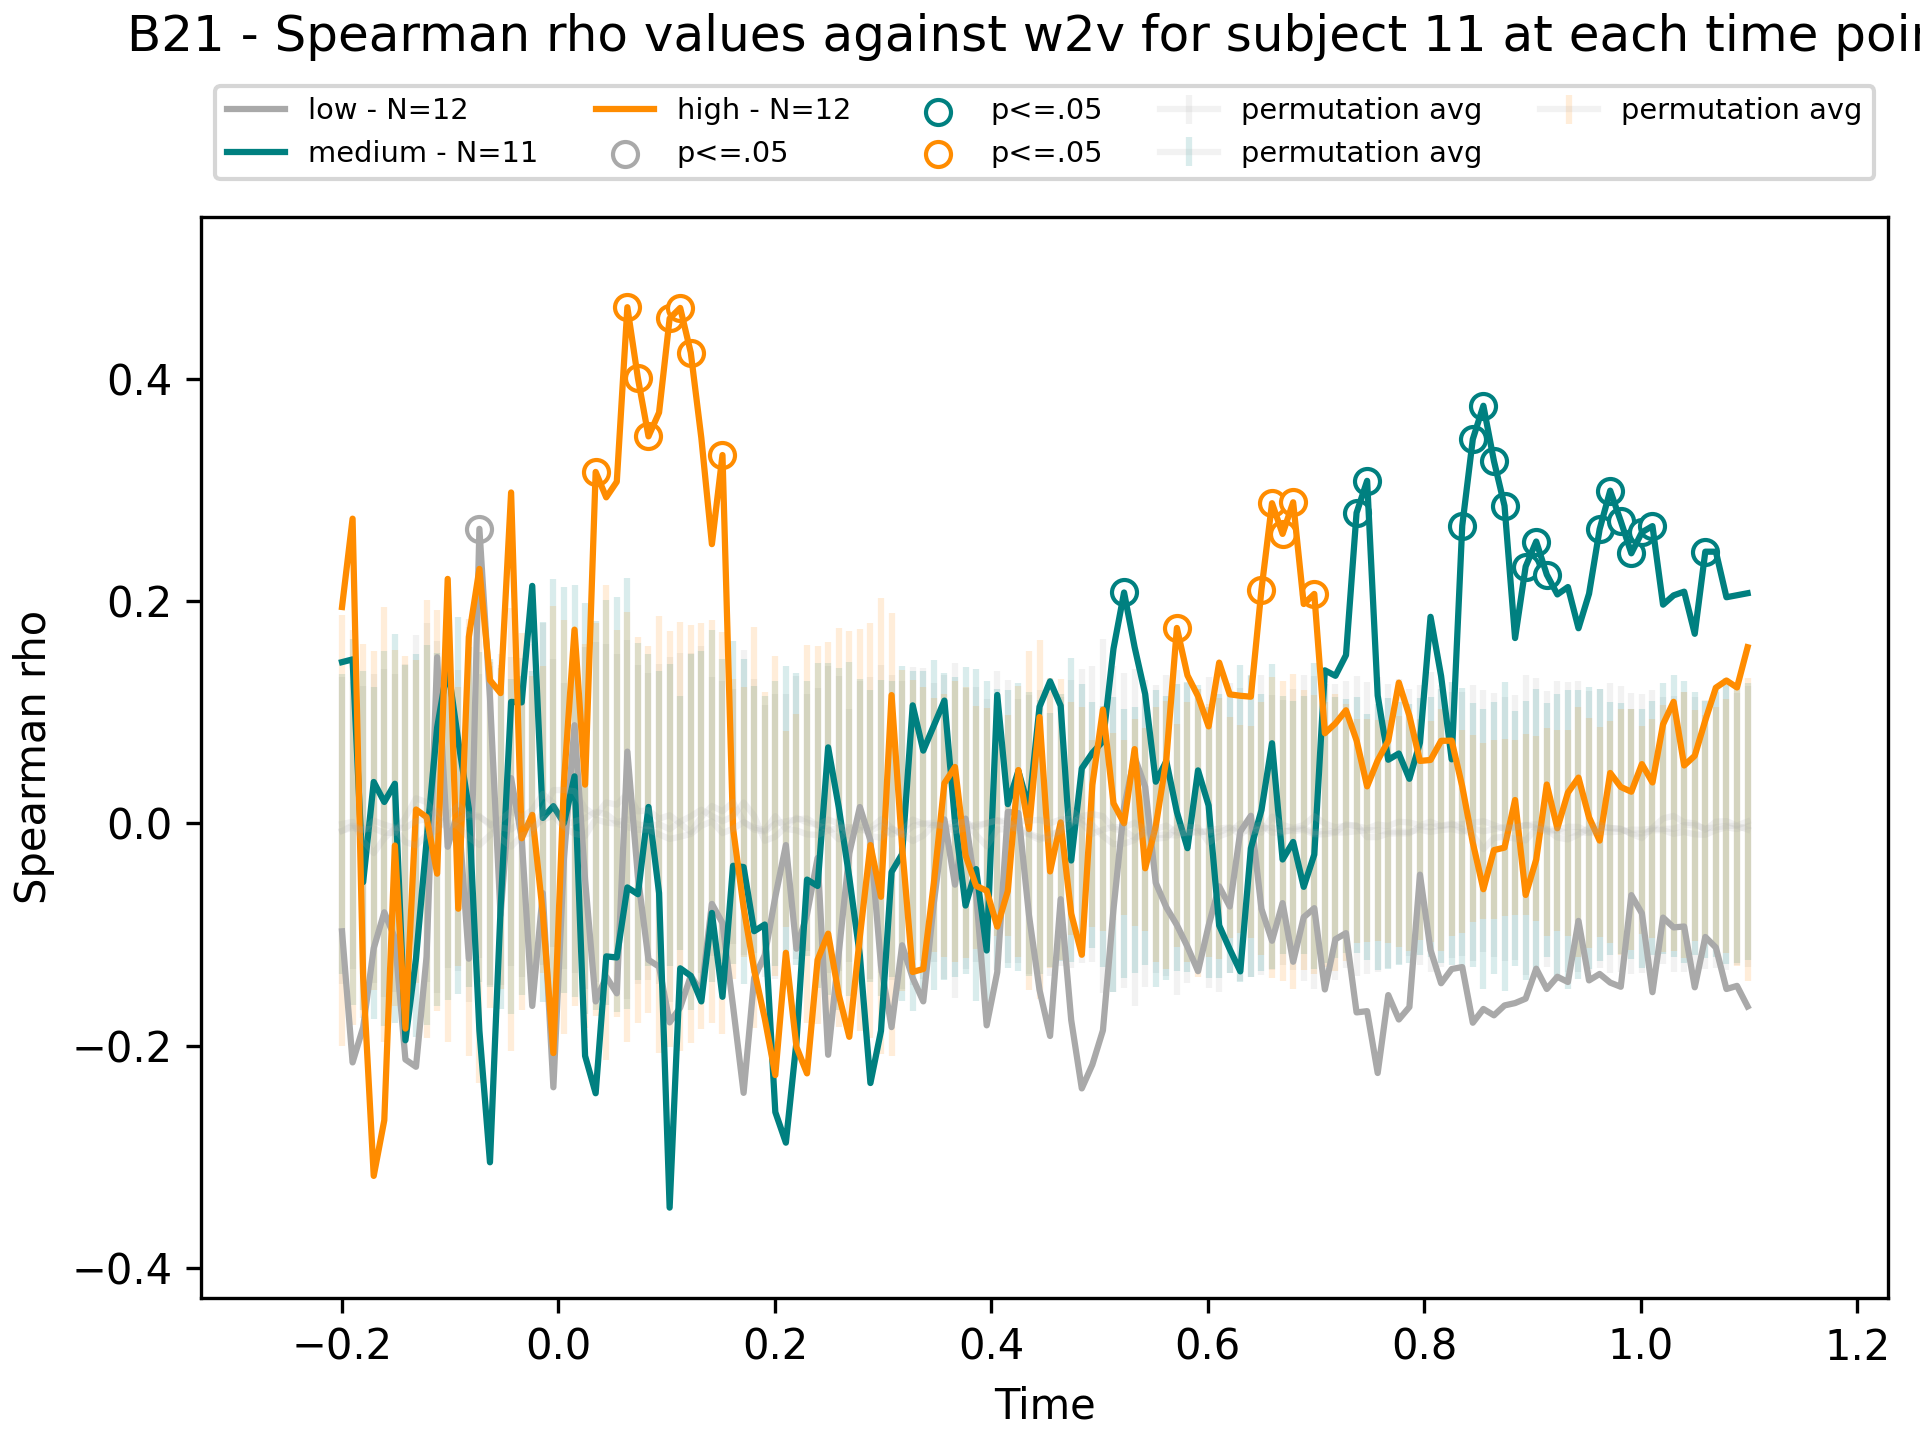 B21 - Spearman rho values against w2v for subject 11 at each time poi
low - N=12
medium - N=11
high - N=12
p<=.05
p<=.05
p<=.05
permutation avg
permutation avg
permutation avg
Spearman rho
0.4
0.2
0.0
−0.2
−0.4
−0.2 0.0 0.2 0.4 0.6 0.8 1.0 1.2
Time